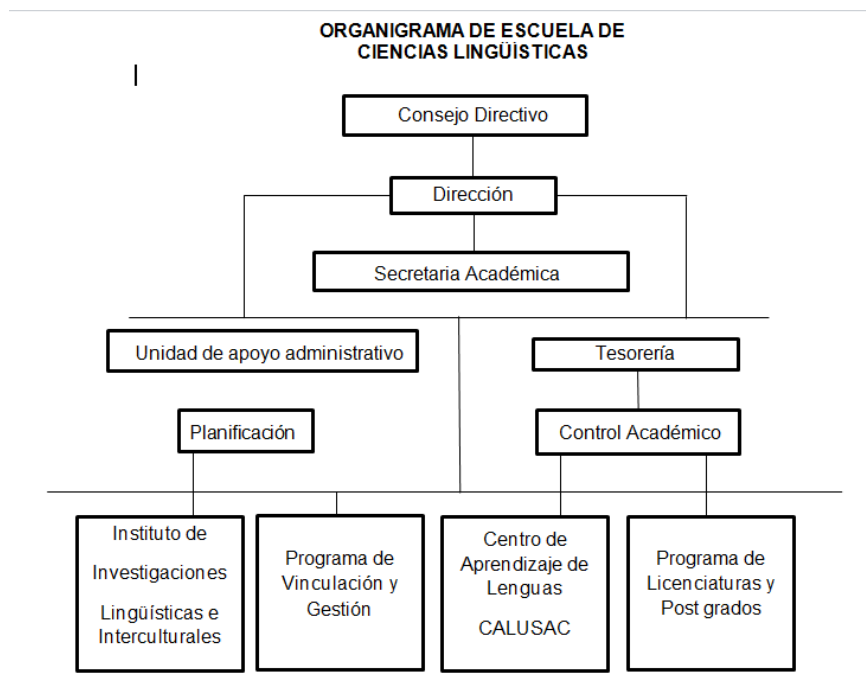 ORGANIGRAMA DE ESCUELA DE
CIENCIAS LINGÜÍSTICAS
Consejo Directivo
Dirección
Secretaria Académica
Unidad de apoyo administrativo
Tesorería
Planificación
Control Académico
Instituto de
Investigaciones
Lingüísticas e
Interculturales
Programa de
Vinculación y
Gestión
Centro de
Aprendizaje de
Lenguas
CALUSAC
Programa de
Licenciaturas y
Post grados